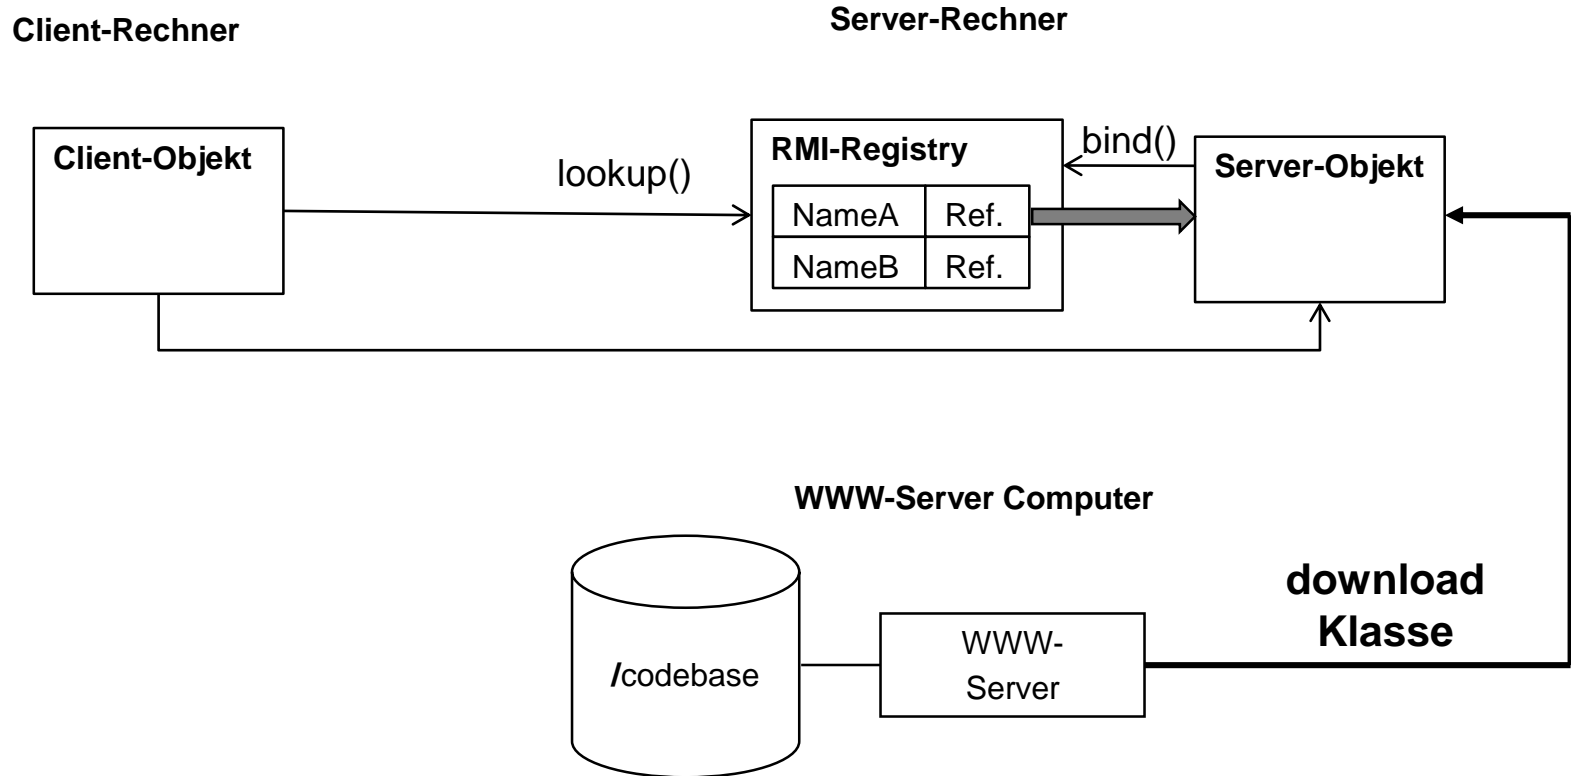 Client-Rechner
Server-Rechner
Client-Objekt
lookup()
RMI-Registry
NameA Ref.
NameB Ref.
bind()
Server-Objekt
WWW-Server Computer
/codebase
WWW-
Server
download
Klasse